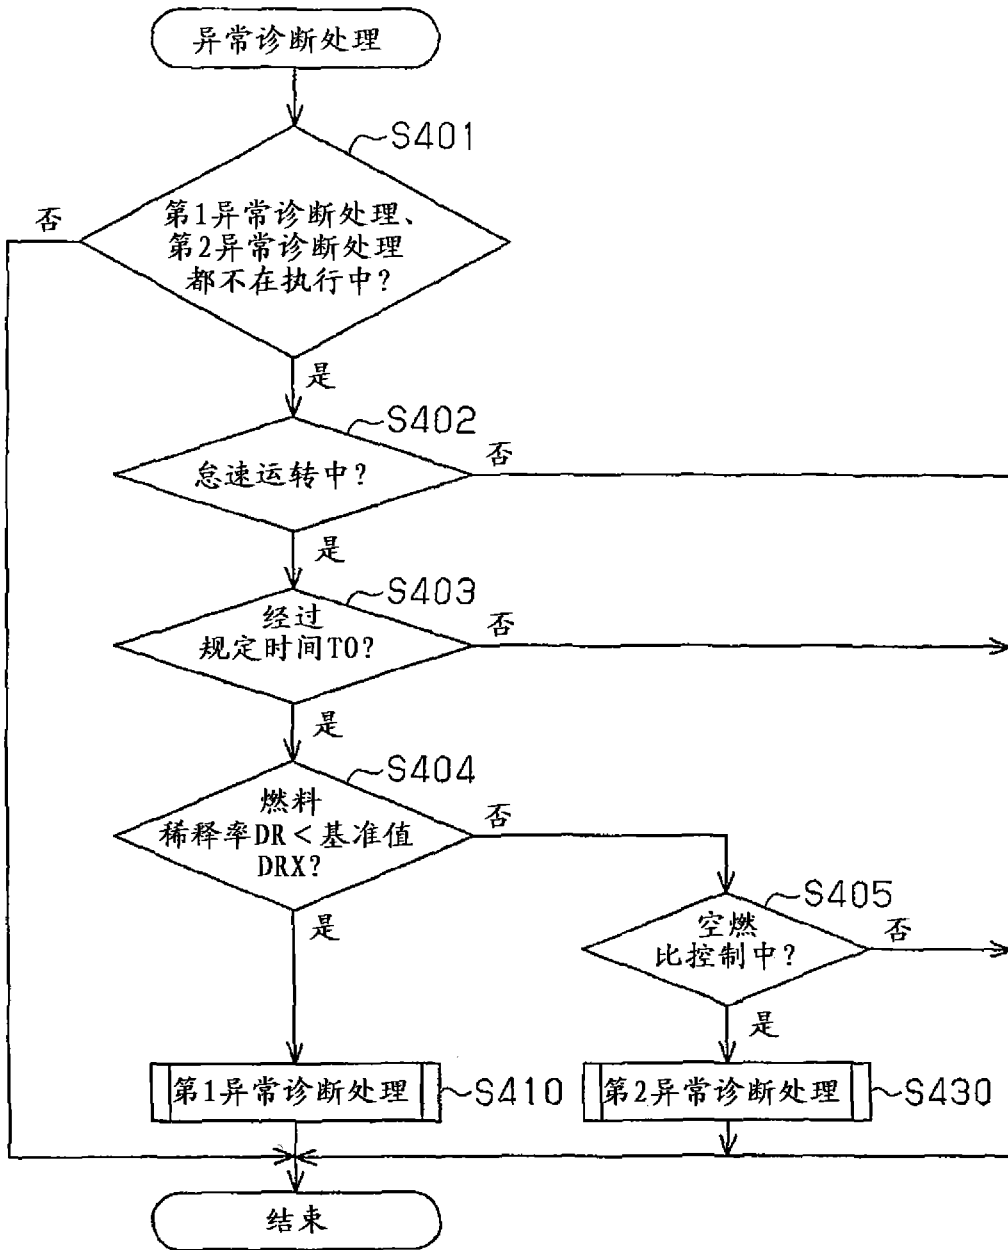 异常诊断处理
S401
否
第1异常诊断处理、
第2异常诊断处理
都不在执行中?
是
S402
怠速运转中?
否
是
S403
经过
规定时间T0?
否
是
S404
燃料
稀释率DR<基准值
DRX?
否
是
S405
空燃
比控制中?
否
是
第1异常诊断处理
S410
第2异常诊断处理
S430
结束